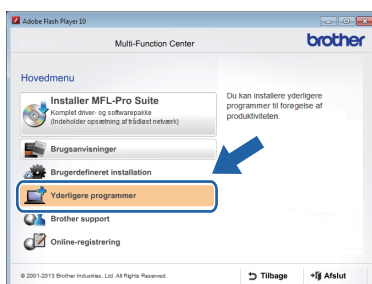 Adobe Flash Player 10
Multi-Function Center
brother
Hovedmenu
Installer MFL-Pro Suite
Komplet driver- og softwarepakke
(Indeholder opsætning af trådløst netværk)
Brugsanvisninger
Brugerdefineret installation
Yderligere programmer
Brother support
Online-registrering
Du kan installere yderligere
programmer til forøgelse af
produktiviteten.
© 2001-2013 Brother Industries, Ltd. All Rights Reserved.
Tilbage
Afslut